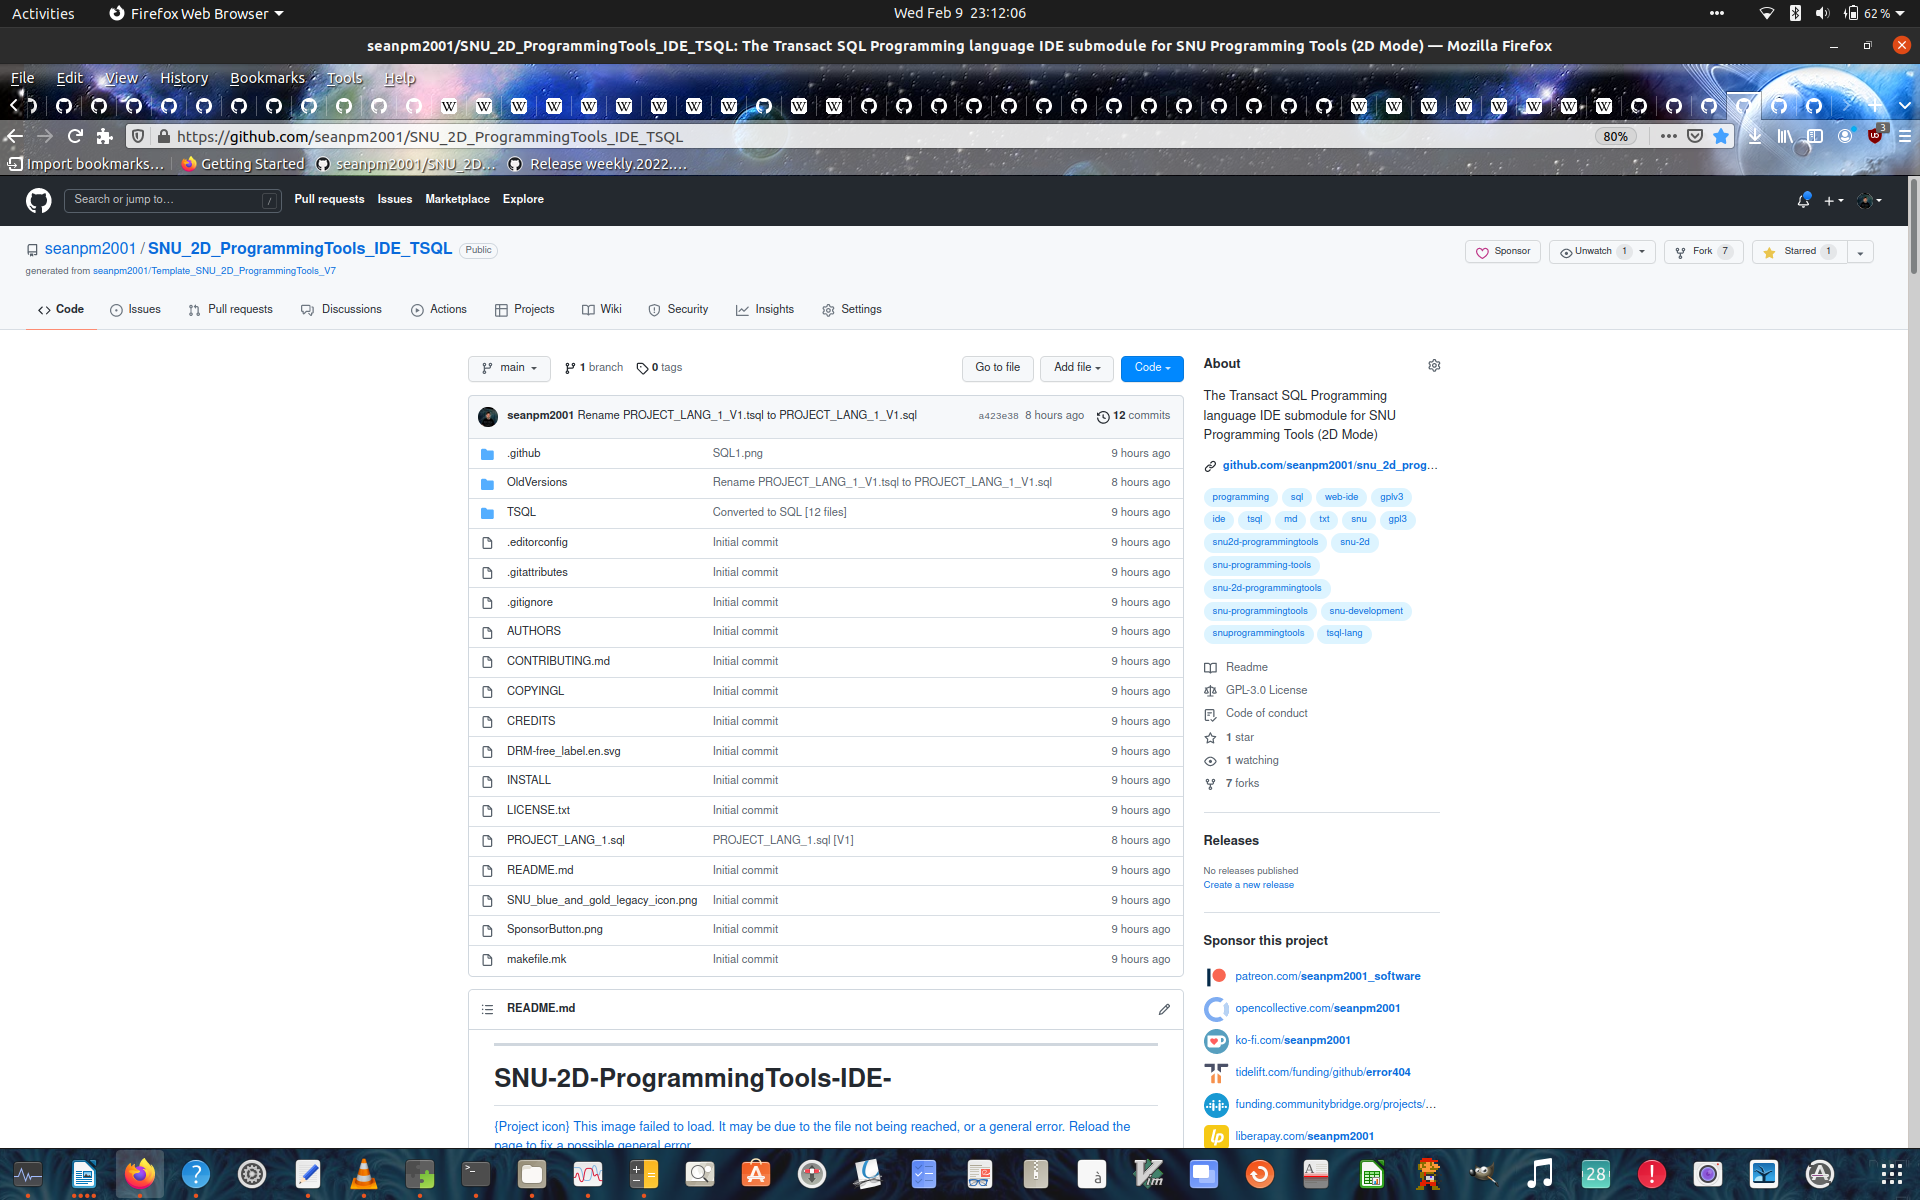 Activities
Firefox Web Browser
Wed Feb 9 23:12:06
62 %
seanpm2001/SNU_2D_ProgrammingTools_IDE_TSQL: The Transact SQL Programming language IDE submodule for SNU Programming Tools (2D Mode) — Mozilla Firefox
File Edit View History Bookmarks Tools Help
https://github.com/seanpm2001/SNU_2D_ProgrammingTools_IDE_TSQL
80%
3
Import bookmarks...
Getting Started
seanpm2001/SNU_2D...
Release weekly.2022....
Search or jump to...
/
Pull requests Issues Marketplace Explore
seanpm2001 / SNU_2D_ProgrammingTools_IDE_TSQL Public
generated from seanpm2001/Template_SNU_2D_ProgrammingTools_V7
Sponsor
Unwatch 1
Fork 7
Starred 1
Code
Issues
Pull requests
Discussions
Actions
Projects
Wiki
Security
Insights
Settings
main
1 branch
0 tags
Go to file
Add file
Code
seanpm2001 Rename PROJECT_LANG_1_V1.tsql to PROJECT_LANG_1_V1.sql a423e38 8 hours ago 12 commits
.github SQL1.png 9 hours ago
OldVersions Rename PROJECT_LANG_1_V1.tsql to PROJECT_LANG_1_V1.sql 8 hours ago
TSQL Converted to SQL [12 files] 9 hours ago
.editorconfig Initial commit 9 hours ago
.gitattributes Initial commit 9 hours ago
.gitignore Initial commit 9 hours ago
AUTHORS Initial commit 9 hours ago
CONTRIBUTING.md Initial commit 9 hours ago
COPYINGL Initial commit 9 hours ago
CREDITS Initial commit 9 hours ago
DRM-free_label.en.svg Initial commit 9 hours ago
INSTALL Initial commit 9 hours ago
LICENSE.txt Initial commit 9 hours ago
PROJECT_LANG_1.sql PROJECT_LANG_1.sql [V1] 8 hours ago
README.md Initial commit 9 hours ago
SNU_blue_and_gold_legacy_icon.png Initial commit 9 hours ago
SponsorButton.png Initial commit 9 hours ago
makefile.mk Initial commit 9 hours ago
README.md
SNU-2D-ProgrammingTools-IDE-
{Project icon} This image failed to load. It may be due to the file not being reached, or a general error. Reload the
page to fix a possible general error.
About
The Transact SQL Programming
language IDE submodule for SNU
Programming Tools (2D Mode)
github.com/seanpm2001/snu_2d_prog...
programming sql web-ide gplv3
ide tsql md txt snu gpl3
snu2d-programmingtools snu-2d
snu-programming-tools
snu-2d-programmingtools
snu-programmingtools snu-development
snuprogrammingtools tsql-lang
Readme
GPL-3.0 License
Code of conduct
1 star
1 watching
7 forks
Releases
No releases published
Create a new release
Sponsor this project
patreon.com/seanpm2001_software
opencollective.com/seanpm2001
ko-fi.com/seanpm2001
tidelift.com/funding/github/error404
funding.communitybridge.org/projects/...
liberapay.com/seanpm2001
28